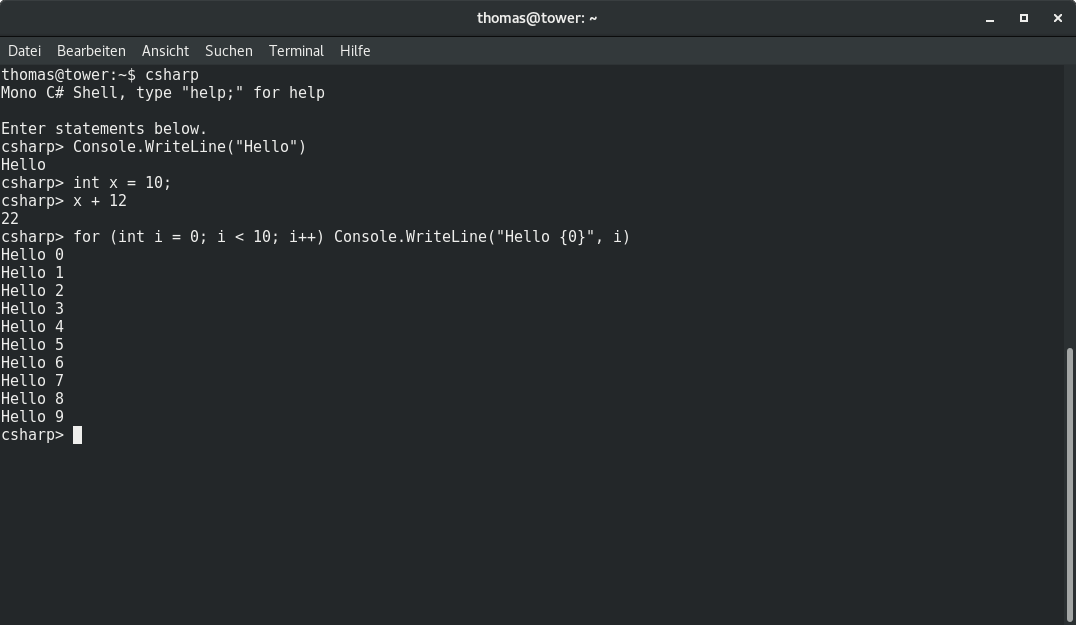 thomas@tower: ~
Datei Bearbeiten Ansicht Suchen Terminal Hilfe
thomas@tower:~$ csharp
Mono C# Shell, type "help;" for help

Enter statements below.
csharp> Console.WriteLine("Hello")
Hello
csharp> int x = 10;
csharp> x + 12
22
csharp> for (int i = 0; i < 10; i++) Console.WriteLine("Hello {0}", i)
Hello 0
Hello 1
Hello 2
Hello 3
Hello 4
Hello 5
Hello 6
Hello 7
Hello 8
Hello 9
csharp>